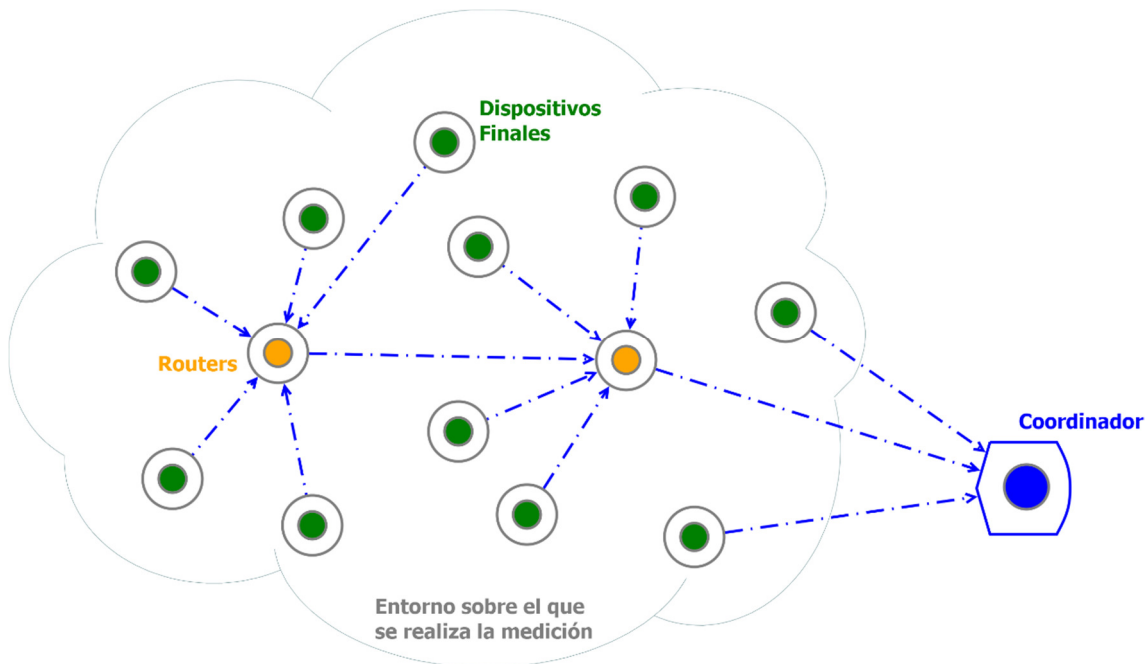 Dispositivos
Finales
Routers
Coordinador
Entorno sobre el que
se realiza la medición